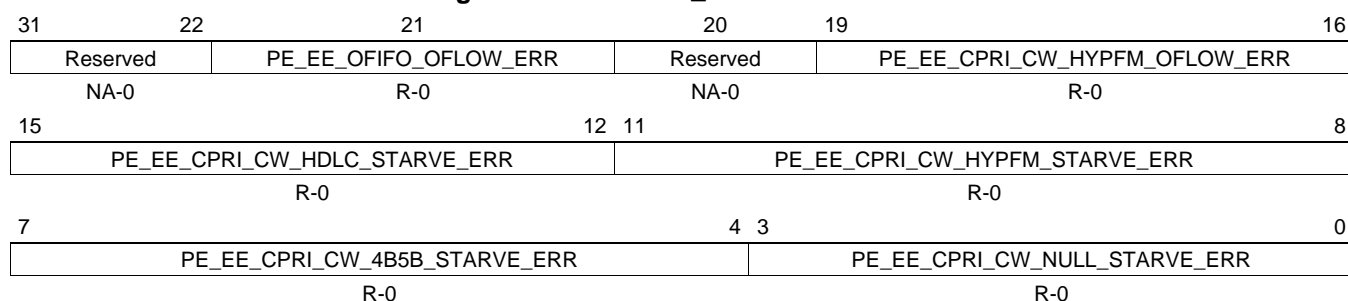 31 22 21 20 19 16
Reserved PE_EE_OFIFO_OFLOW_ERR Reserved PE_EE_CPRI_CW_HYPFM_OFLOW_ERR
NA-0 R-0 NA-0 R-0
15 12 11 8
PE_EE_CPRI_CW_HDLC_STARVE_ERR PE_EE_CPRI_CW_HYPFM_STARVE_ERR
R-0 R-0
7 4 3 0
PE_EE_CPRI_CW_4B5B_STARVE_ERR PE_EE_CPRI_CW_NULL_STARVE_ERR
R-0 R-0